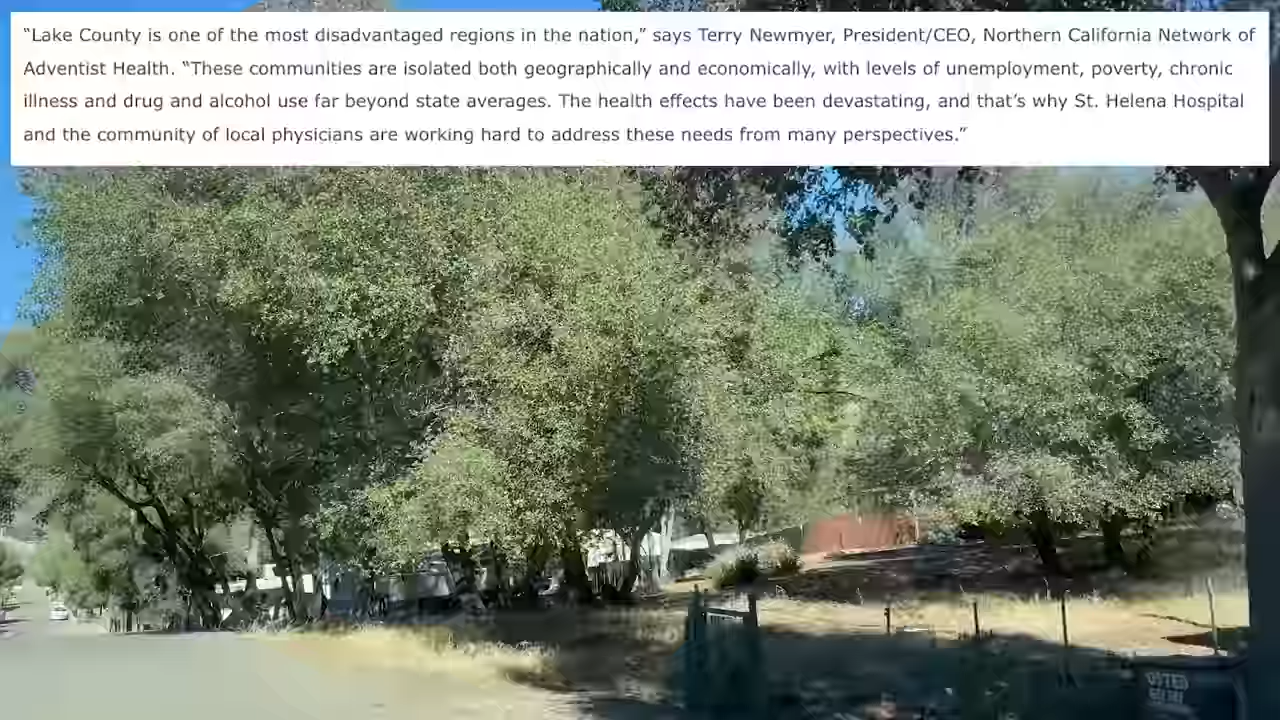 “Lake County is one of the most disadvantaged regions in the nation,” says Terry Newmyer, President/CEO, Northern California Network of
Adventist Health. “These communities are isolated both geographically and economically, with levels of unemployment, poverty, chronic
illness and drug and alcohol use far beyond state averages. The health effects have been devastating, and that’s why St. Helena Hospital
and the community of local physicians are working hard to address these needs from many perspectives.”